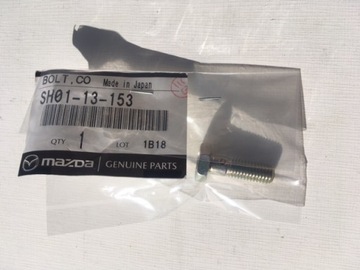 BOLT,CO Made in Japan
SH01-13-153
QTY 1 LOT 1B18
mazda GENUINE PARTS